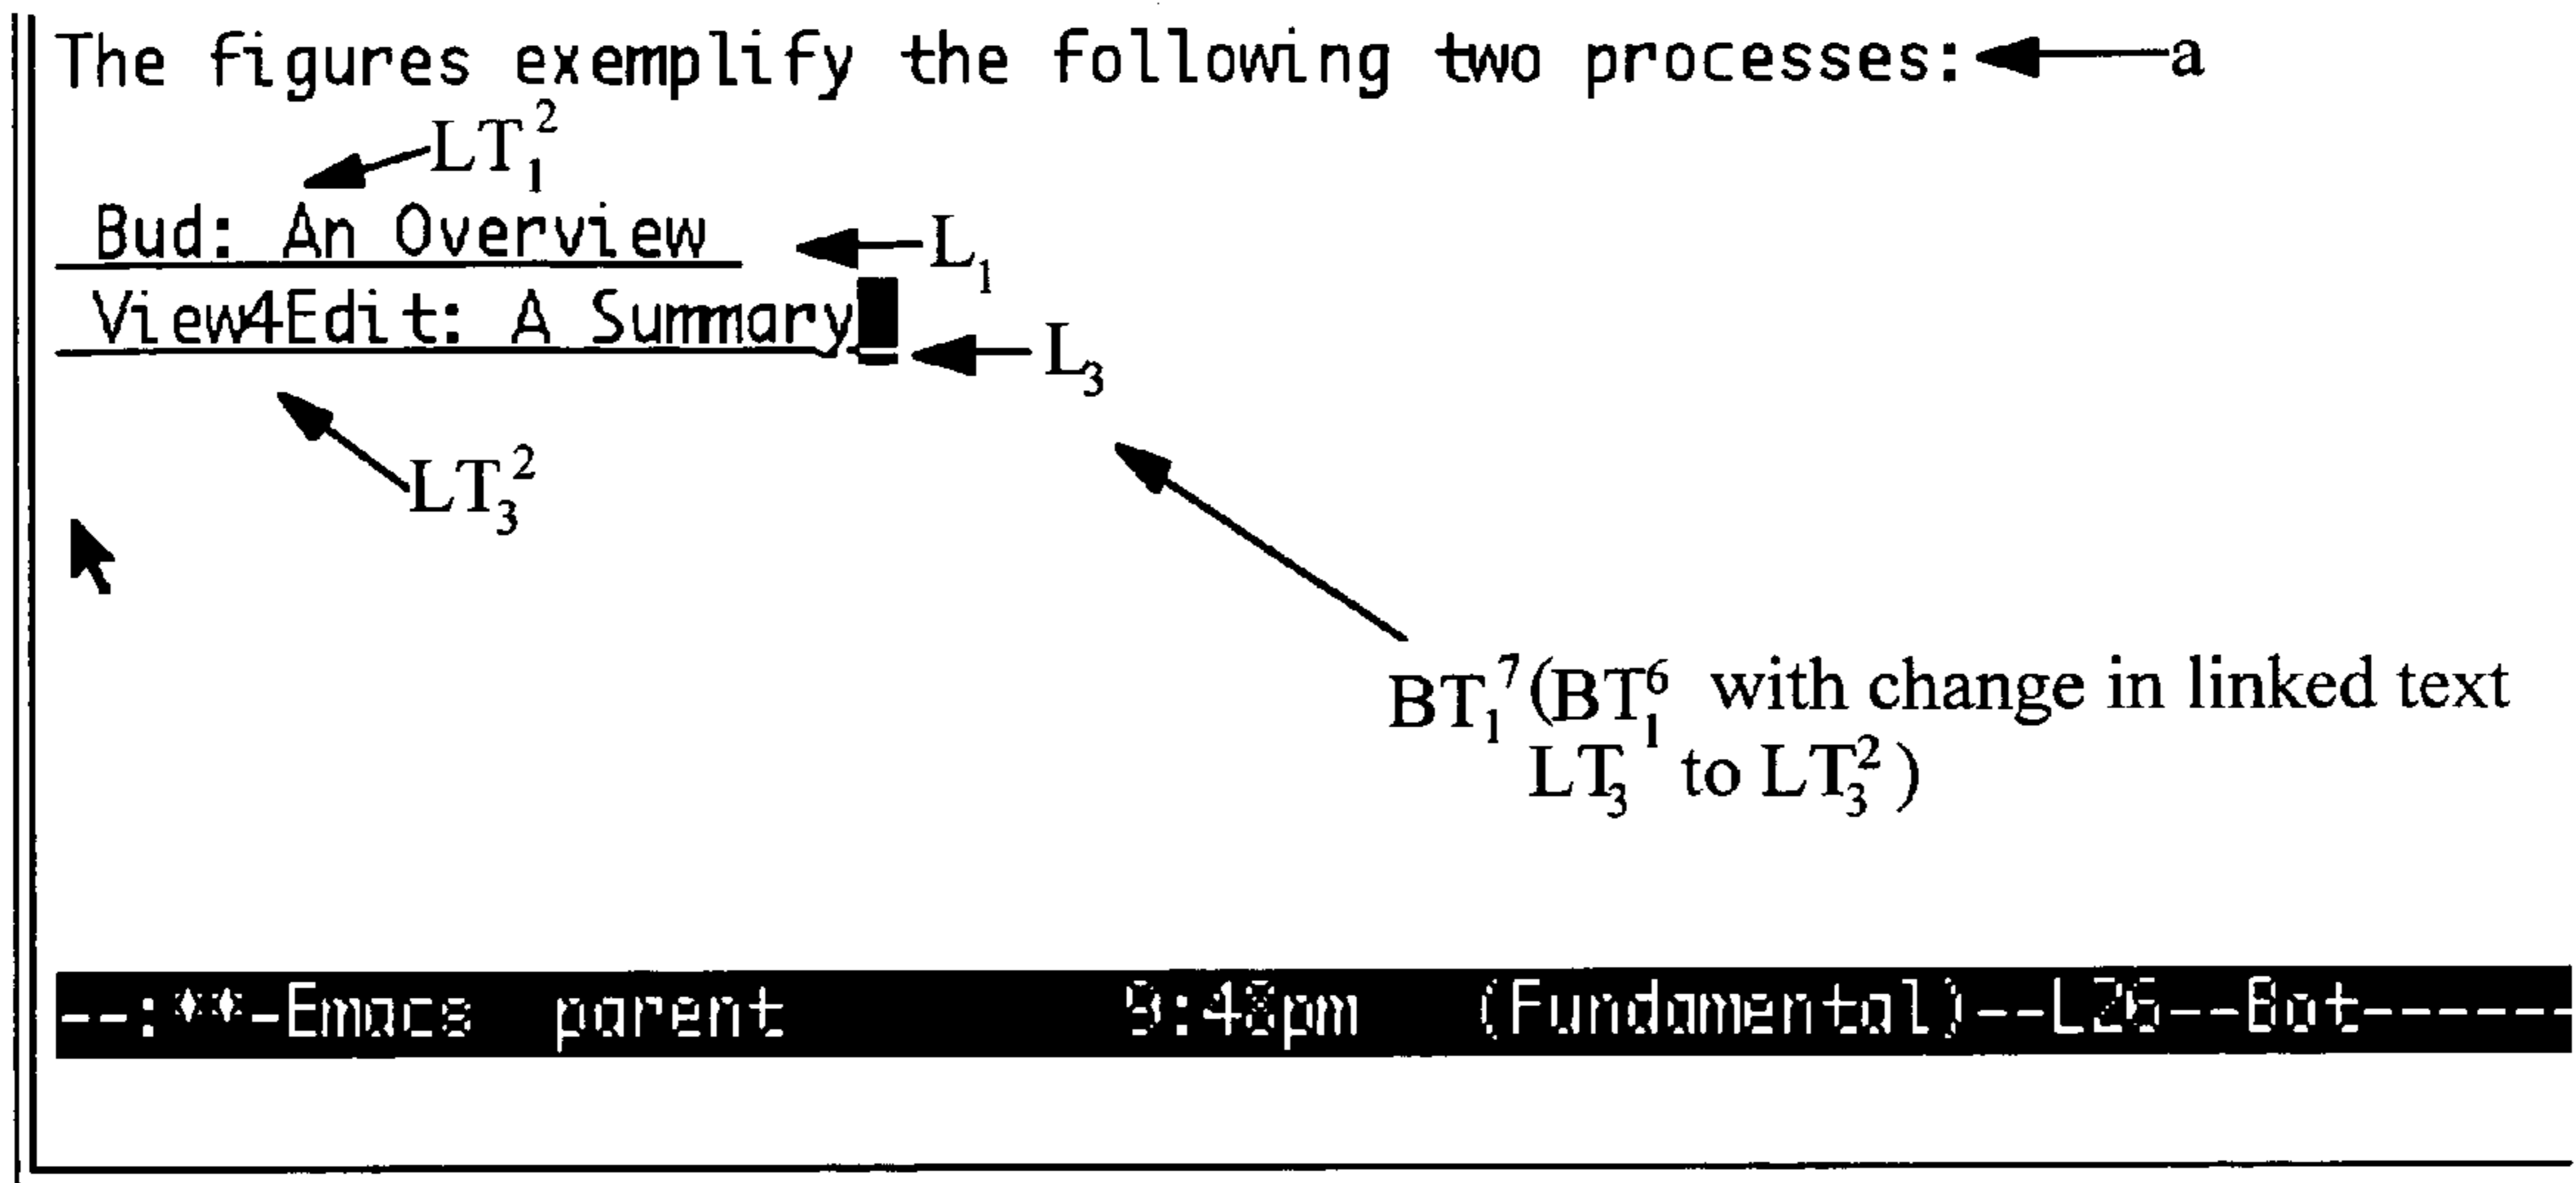 The figures exemplify the following two processes: a
LT₁²
Bud: An Overview
L₁
View4Edit: A Summary
L₃
LT₃²
BT₁⁷(BT₁⁶ with change in linked text
LT₃¹ to LT₃²)
--:**-Emacs parent 9:48pm (Fundamental)--L26--Bot------